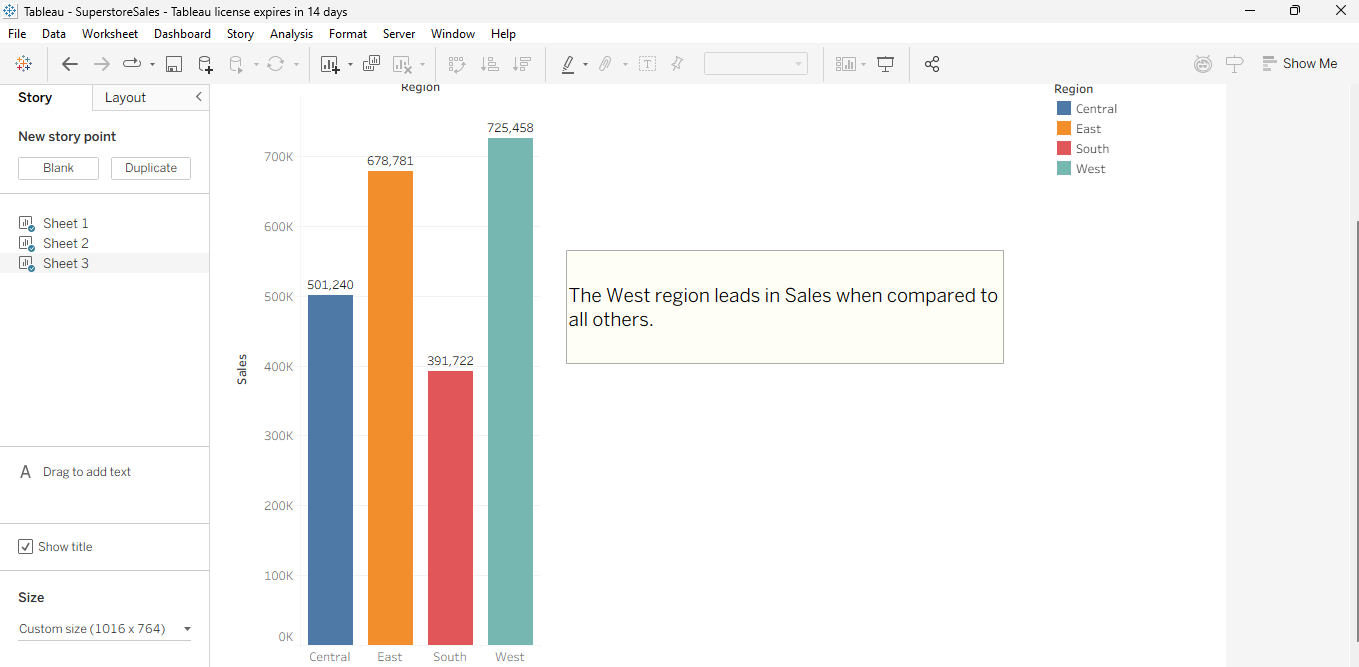 Tableau - SuperstoreSales - Tableau license expires in 14 days
File Data Worksheet Dashboard Story Analysis Format Server Window Help
Show Me
Story Layout
New story point
Blank Duplicate
Sheet 1
Sheet 2
Sheet 3
A Drag to add text
Show title
Size
Custom size (1016 x 764)
Region
725,458
700K
678,781
600K
501,240
500K
391,722
400K
Sales
300K
200K
100K
0K
Central East South West
The West region leads in Sales when compared to
all others.
Region
Central
East
South
West